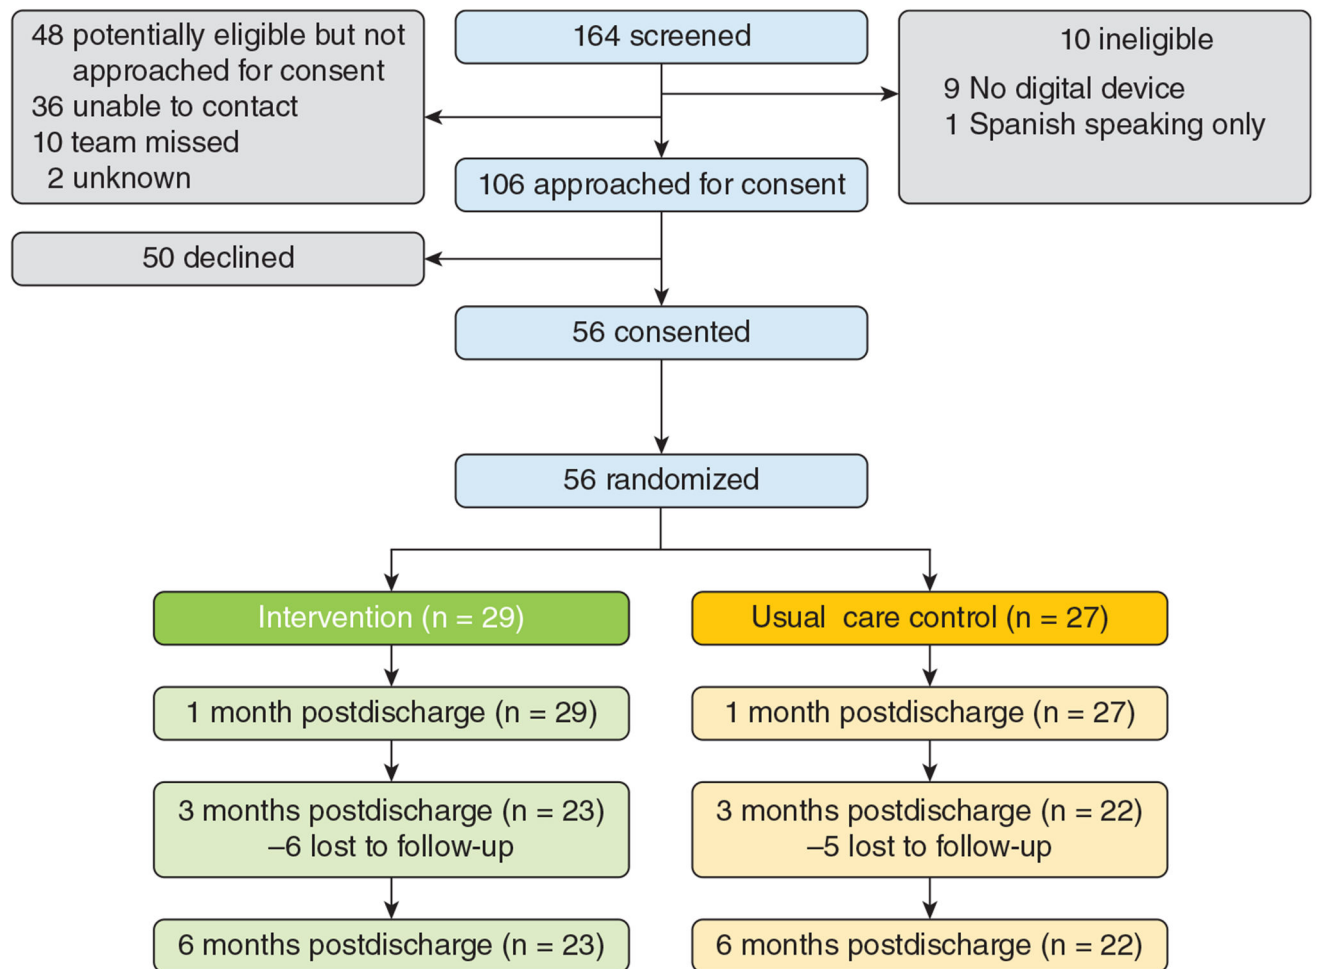 48 potentially eligible but not
approached for consent
36 unable to contact
10 team missed
2 unknown
164 screened
10 ineligible
9 No digital device
1 Spanish speaking only
106 approached for consent
50 declined
56 consented
56 randomized
Intervention (n = 29)
Usual care control (n = 27)
1 month postdischarge (n = 29)
1 month postdischarge (n = 27)
3 months postdischarge (n = 23)
–6 lost to follow-up
3 months postdischarge (n = 22)
–5 lost to follow-up
6 months postdischarge (n = 23)
6 months postdischarge (n = 22)